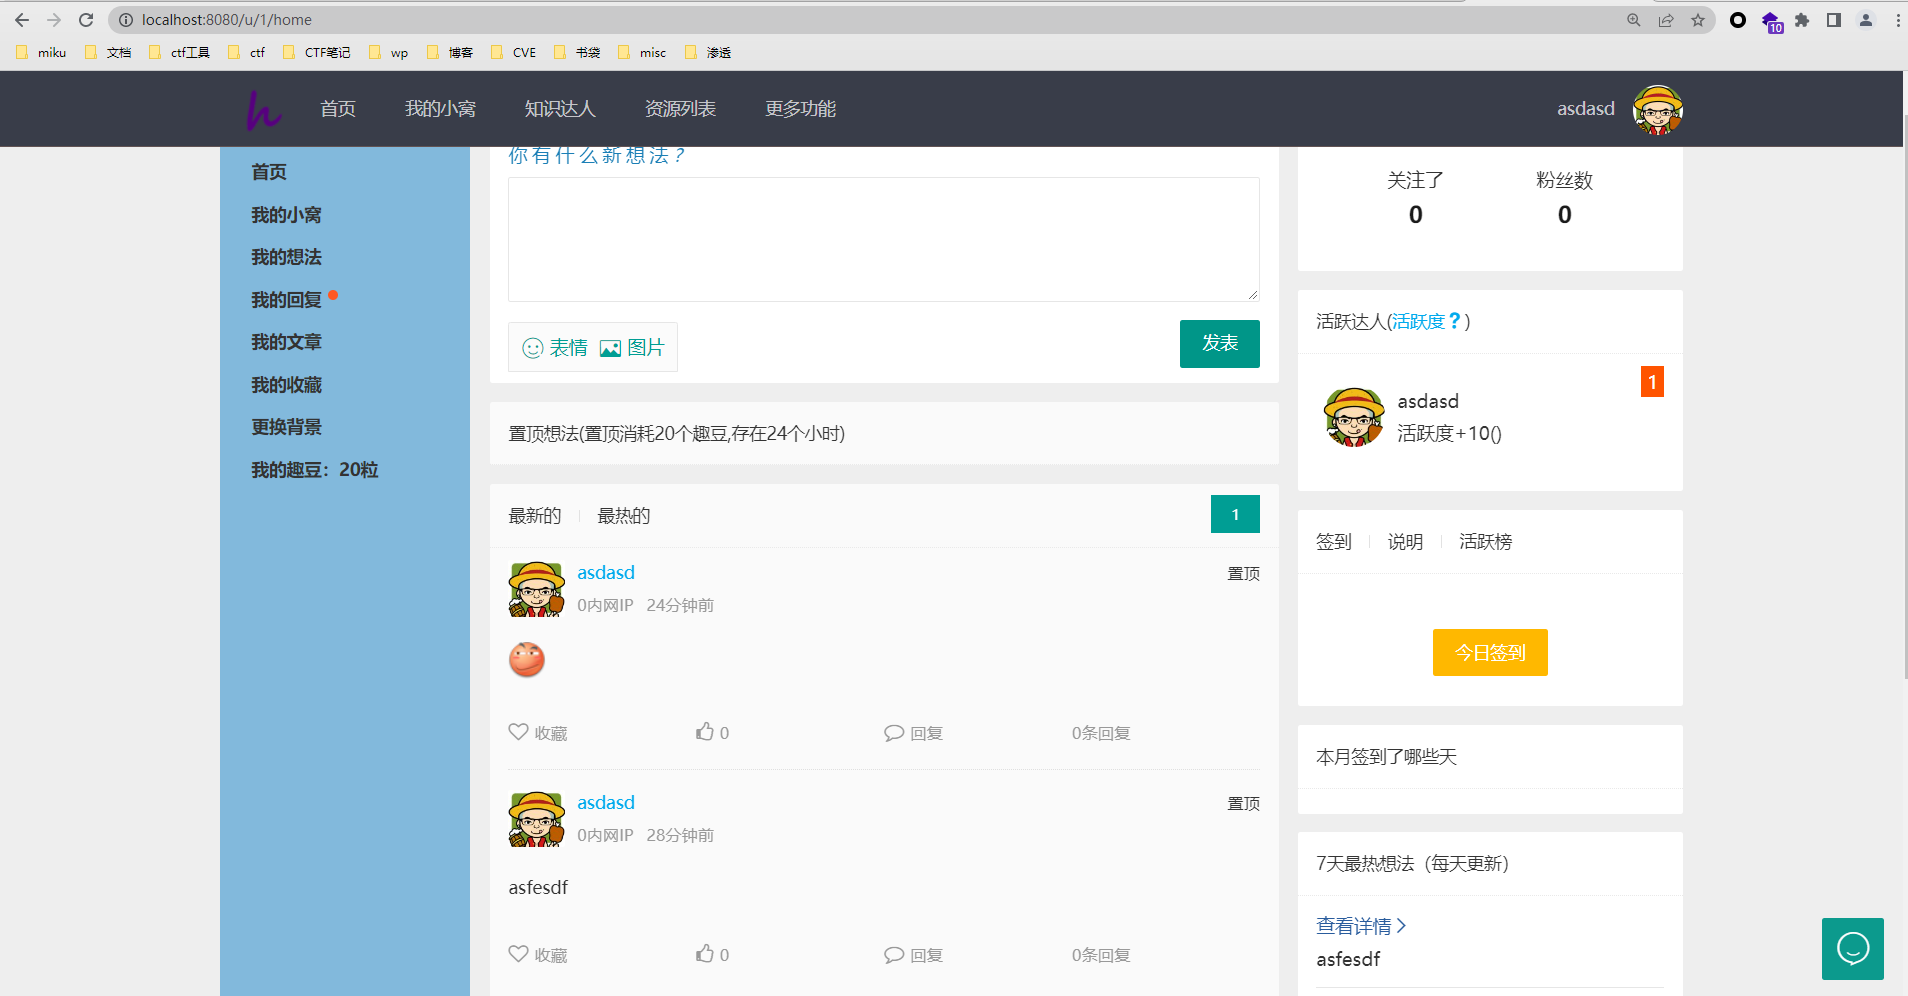 localhost:8080/u/1/home
10
miku 文档 ctf工具 ctf CTF笔记 wp 博客 CVE 书袋 misc 渗透
h 首页 我的小窝 知识达人 资源列表 更多功能 asdasd
首页
我的小窝
我的想法
我的回复
我的文章
我的收藏
更换背景
我的趣豆：20粒
你有什么新想法？
表情 图片 发表
置顶想法(置顶消耗20个趣豆,存在24个小时)
最新的 最热的 1
asdasd 置顶
0内网IP 24分钟前
收藏 0 回复 0条回复
asdasd 置顶
0内网IP 28分钟前
asfesdf
收藏 0 回复 0条回复
关注了 粉丝数
0 0
活跃达人(活跃度?)
1
asdasd
活跃度+10()
签到 说明 活跃榜
今日签到
本月签到了哪些天
7天最热想法（每天更新）
查看详情
asfesdf